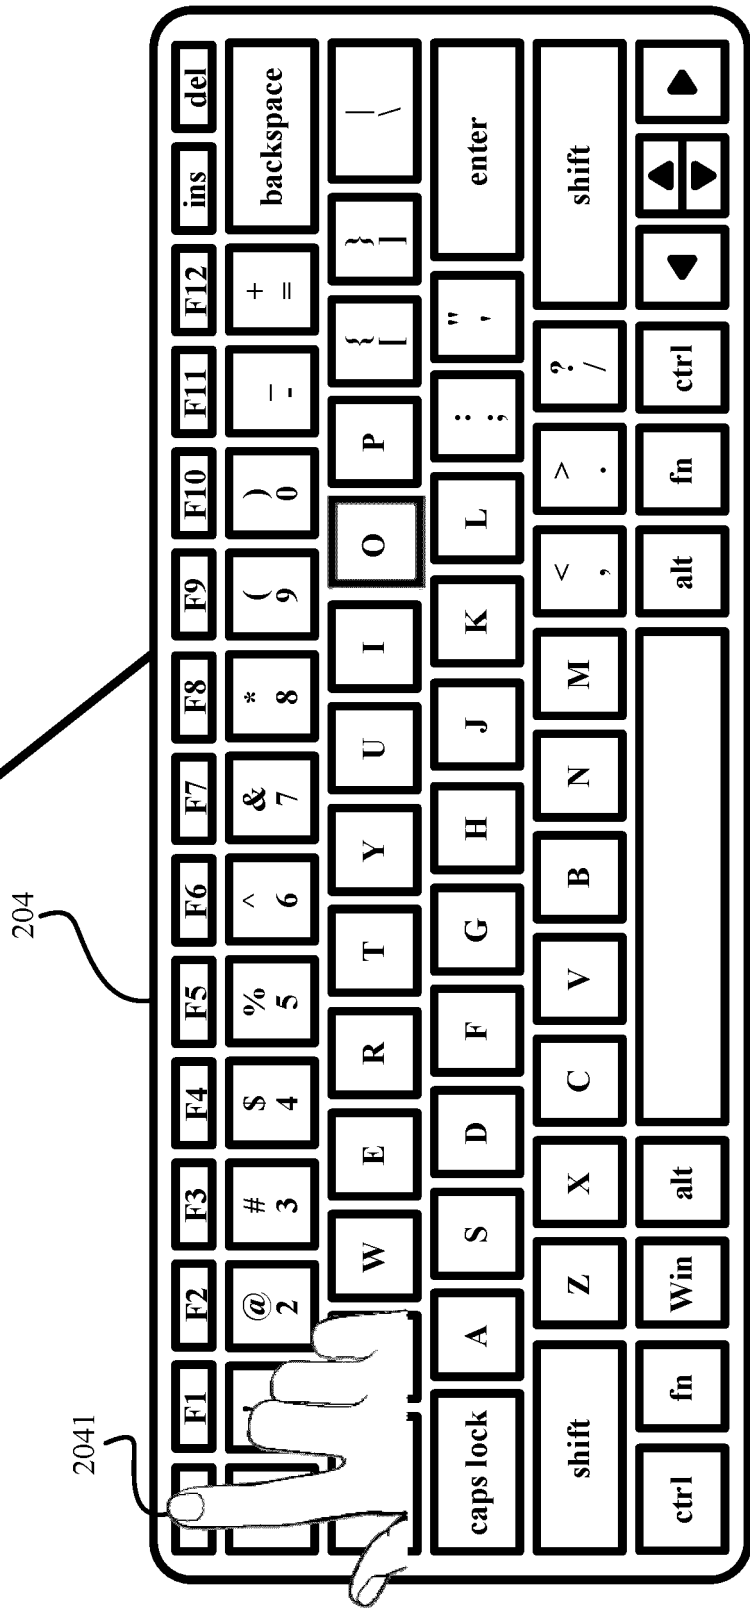 204
2041
F1 F2 F3 F4 F5 F6 F7 F8 F9 F10 F11 F12 ins del
@ # $ % ^ & * ( ) _ +
2 3 4 5 6 7 8 9 0 - = backspace
W E R T Y U I O P { } |
[ ] \
caps lock A S D F G H J K L : " enter
; '
shift Z X C V B N M < > ? shift
, . /
ctrl fn Win alt alt fn ctrl